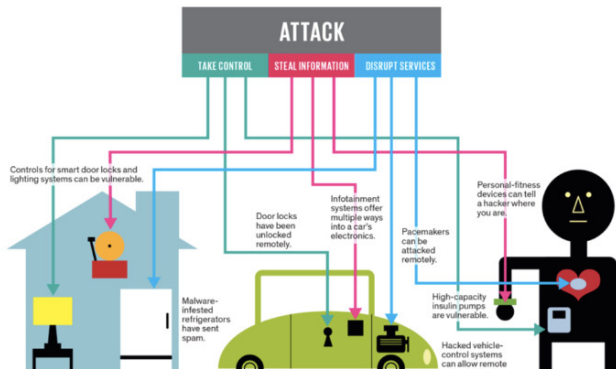 ATTACK
TAKE CONTROL
STEAL INFORMATION
DISRUPT SERVICES
Controls for smart door locks and
lighting systems can be vulnerable.
Door locks
have been
unlocked
remotely.
Infotainment
systems offer
multiple ways
into a car's
electronics.
Pacemakers
can be
attacked
remotely.
Personal-fitness
devices can tell
a hacker where
you are.
Malware-
infested
refrigerators
have sent
spam.
High-capacity
insulin pumps
are vulnerable.
Hacked vehicle-
control systems
can allow remote